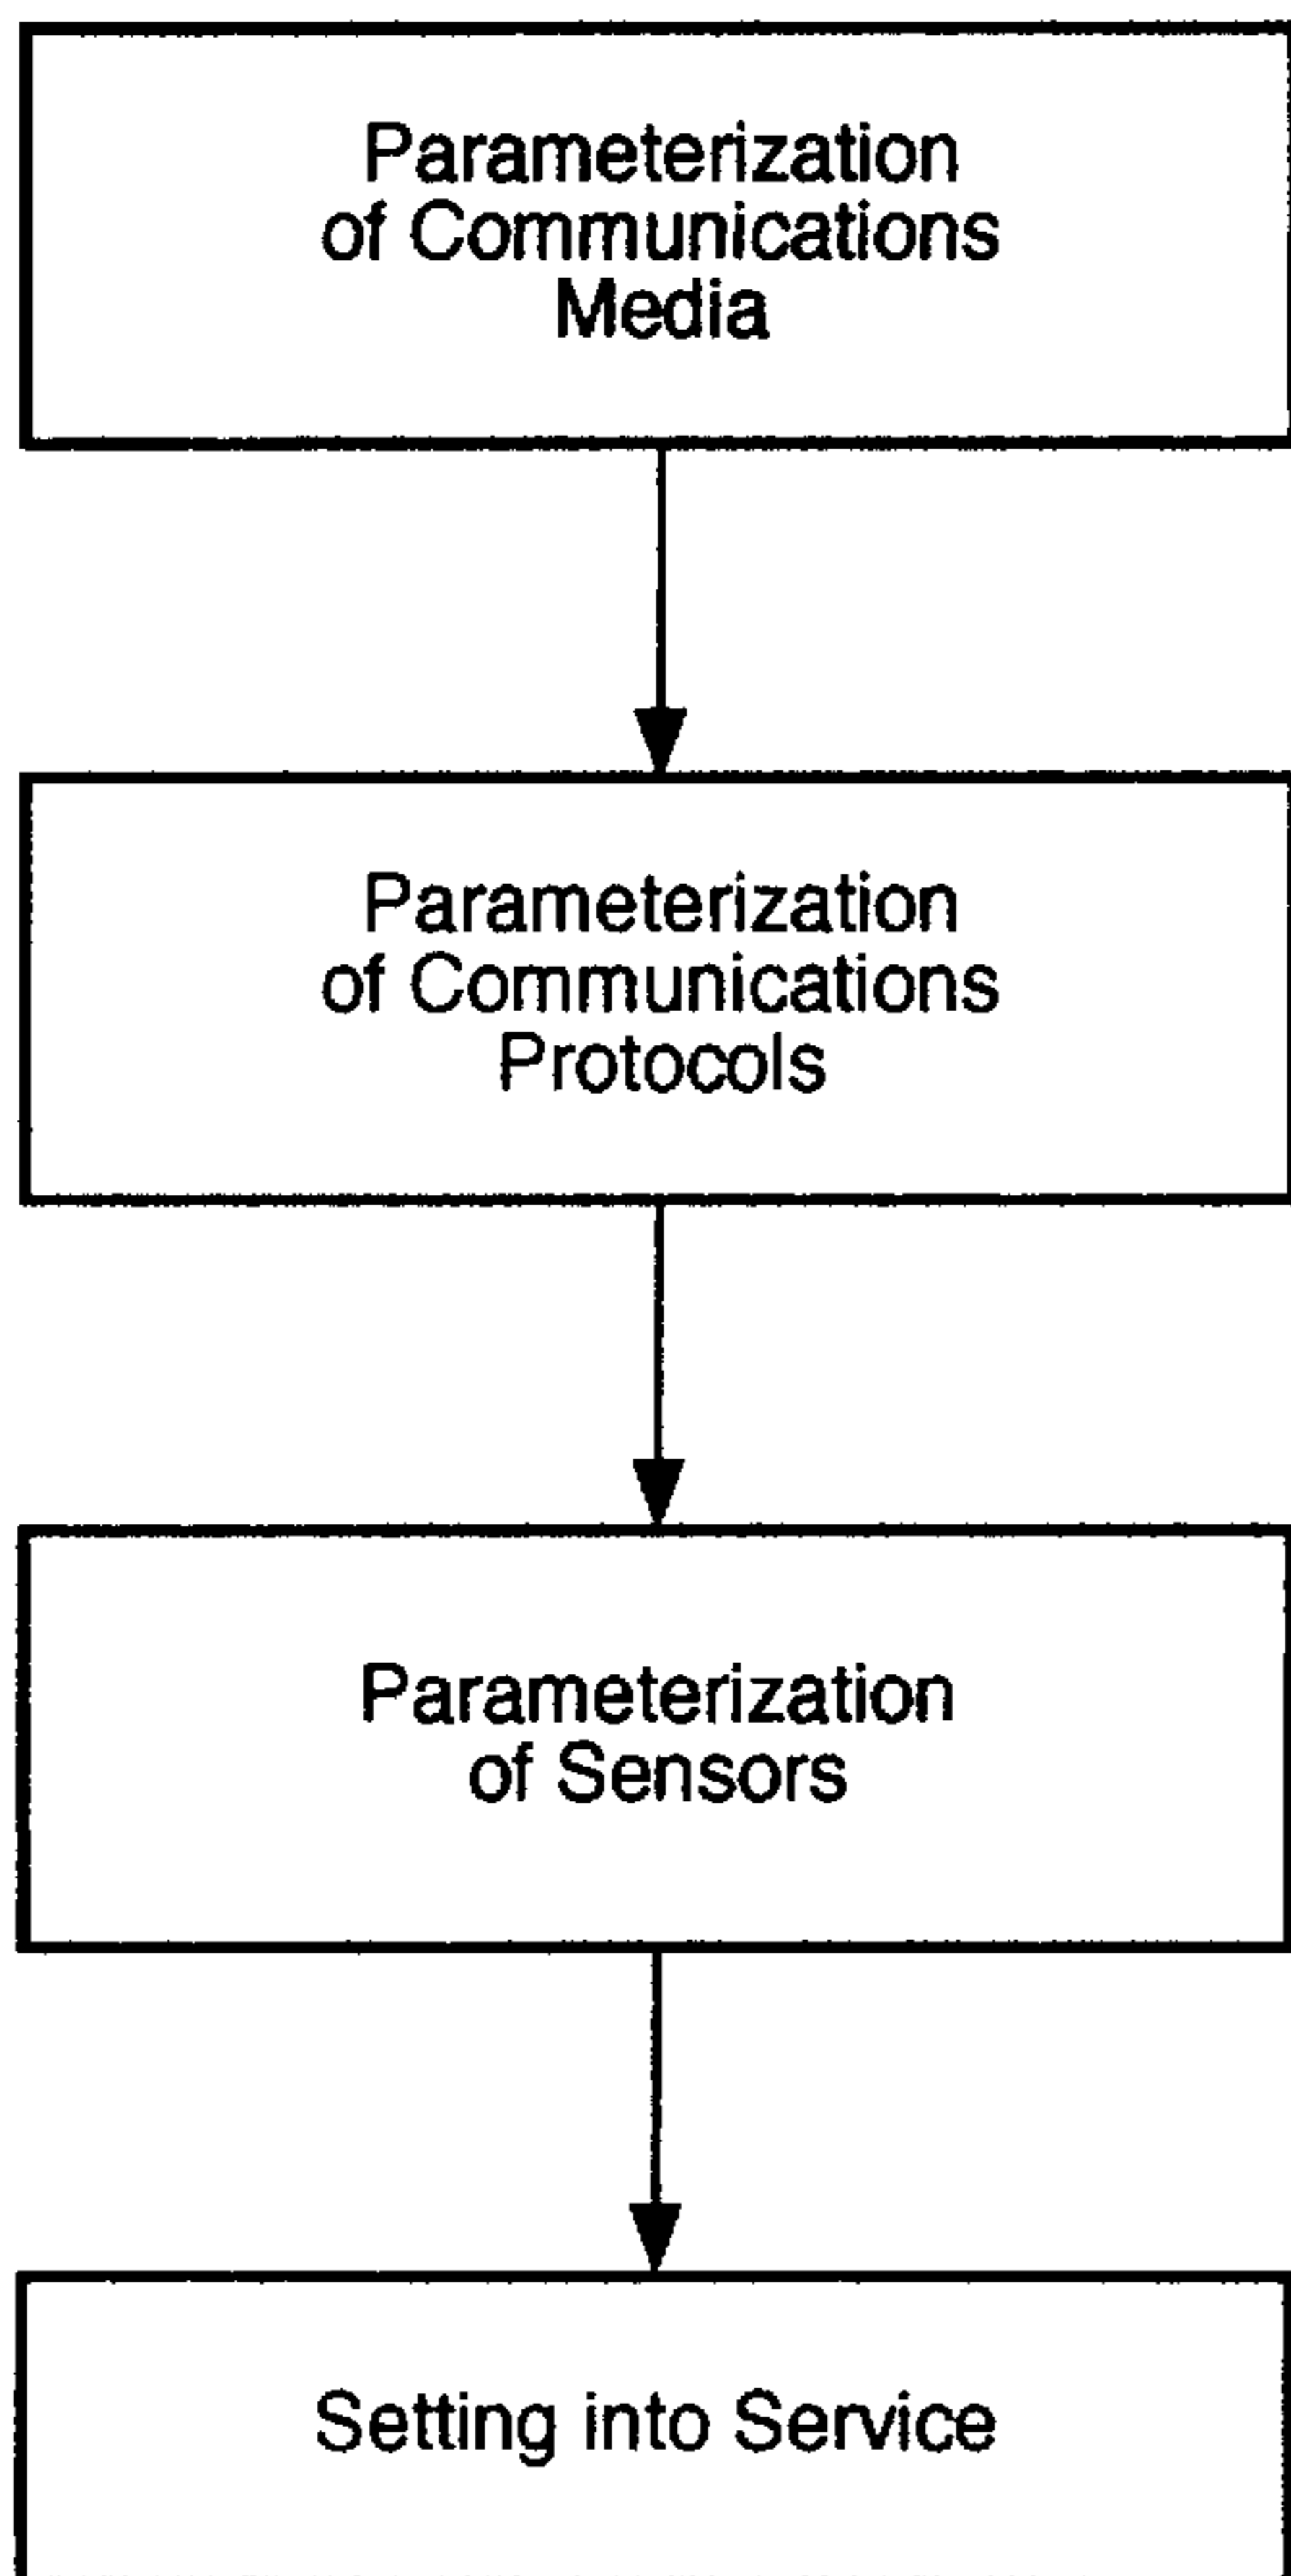 Parameterization
of Communications
Media
Parameterization
of Communications
Protocols
Parameterization
of Sensors
Setting into Service